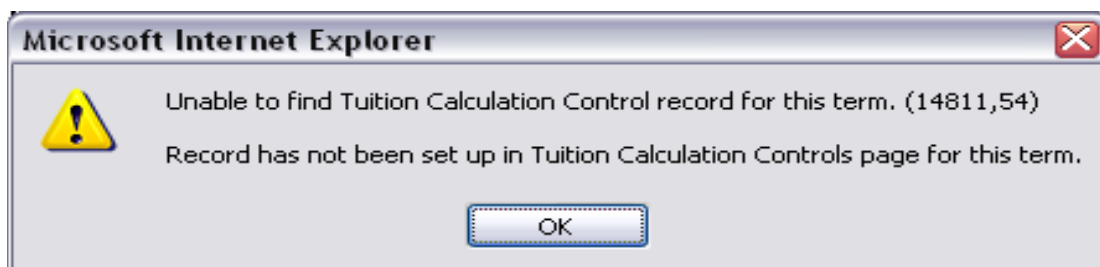 Microsoft Internet Explorer
Unable to find Tuition Calculation Control record for this term. (14811,54)
Record has not been set up in Tuition Calculation Controls page for this term.
OK